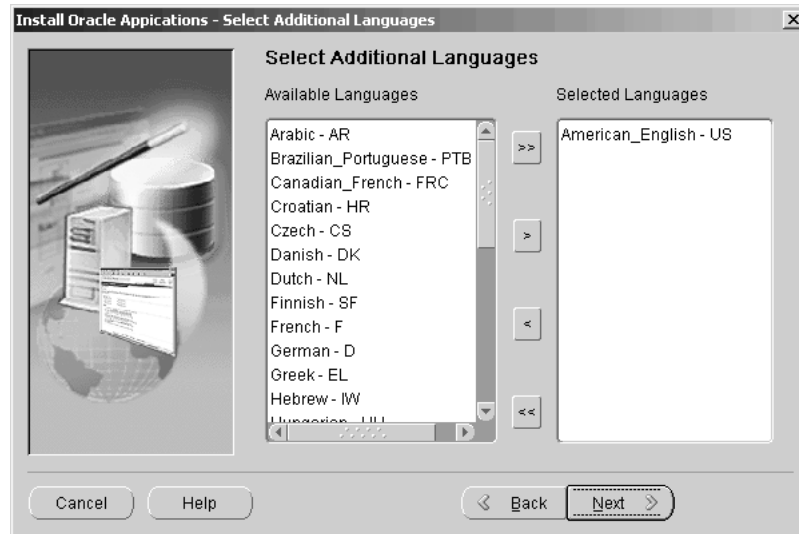 Install Oracle Appications - Select Additional Languages
Select Additional Languages
Available Languages
Selected Languages
Arabic - AR
Brazilian_Portuguese - PTB
Canadian_French - FRC
Croatian - HR
Czech - CS
Danish - DK
Dutch - NL
Finnish - SF
French - F
German - D
Greek - EL
Hebrew - IW
>>
>
<
<<
American_English - US
Cancel
Help
Back
Next